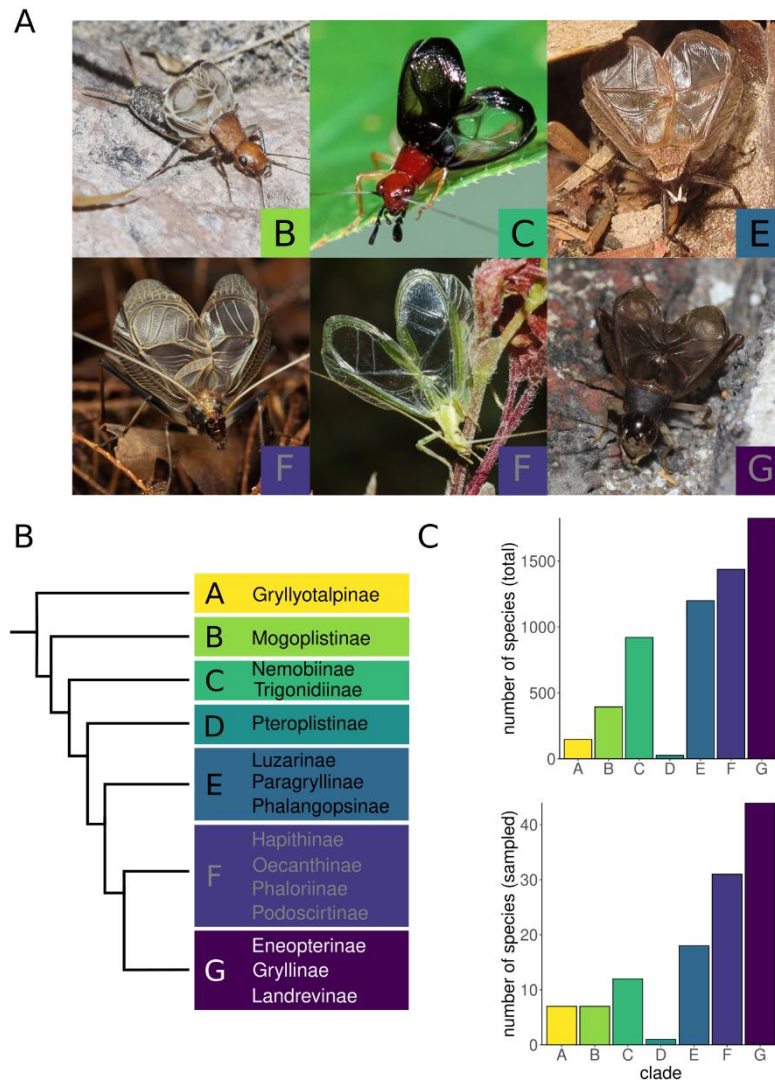 A
B
C
E
F
F
G
B
A
Gryllyotalpinae
B
Mogoplistinae
C
Nemobiinae
Trigonidiinae
D
Pteroplistinae
E
Luzarinae
Paragryllinae
Phalangopsinae
F
Hapithinae
Oecanthinae
Phaloriinae
Podoscirtinae
G
Eneopterinae
Gryllinae
Landrevinae
C
number of species (total)
1500
1000
500
0
A B C D E F G
number of species (sampled)
40
30
20
10
0
A B C D E F G
clade